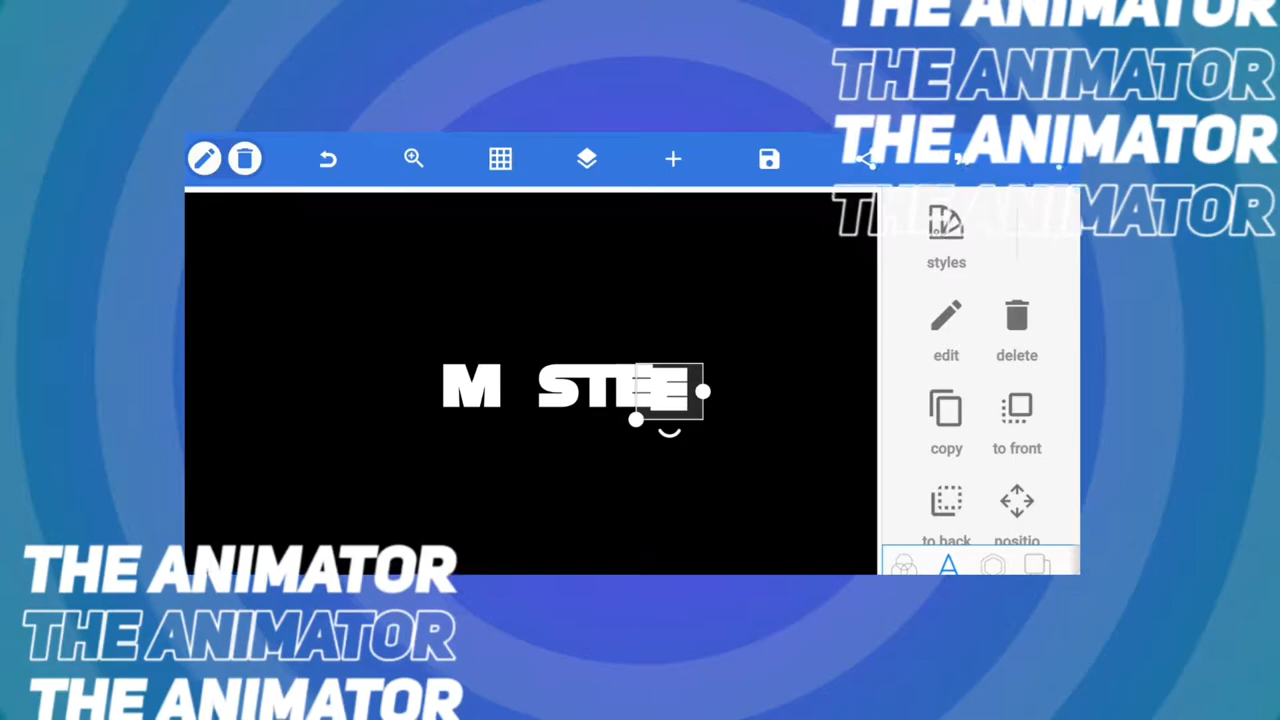 THE ANIMATOR
THE ANIMATOR
THE ANIMATOR
THE ANIMATOR
styles
edit delete
M STEE
copy to front
to back positio
A
THE ANIMATOR
THE ANIMATOR
THE ANIMATOR